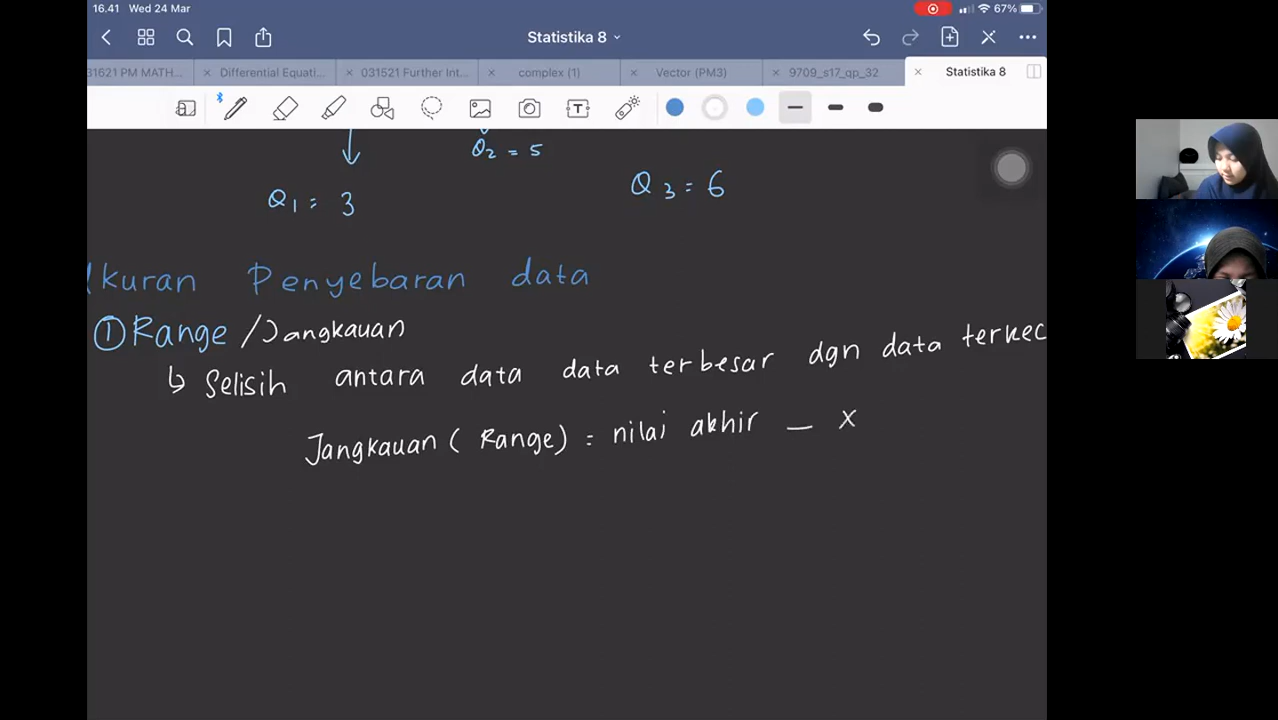 16.41 Wed 24 Mar
67%
Statistika 8
31621 PM MATH...
Differential Equati...
031521 Further Int...
complex (1)
Vector (PM3)
9709_s17_qp_32
Statistika 8
Q2 = 5
Q1 = 3
Q3 = 6
kuran Penyebaran data
① Range / Jangkauan
↳ Selisih antara data data terbesar dgn data terkec
Jangkauan ( Range) = nilai akhir – x